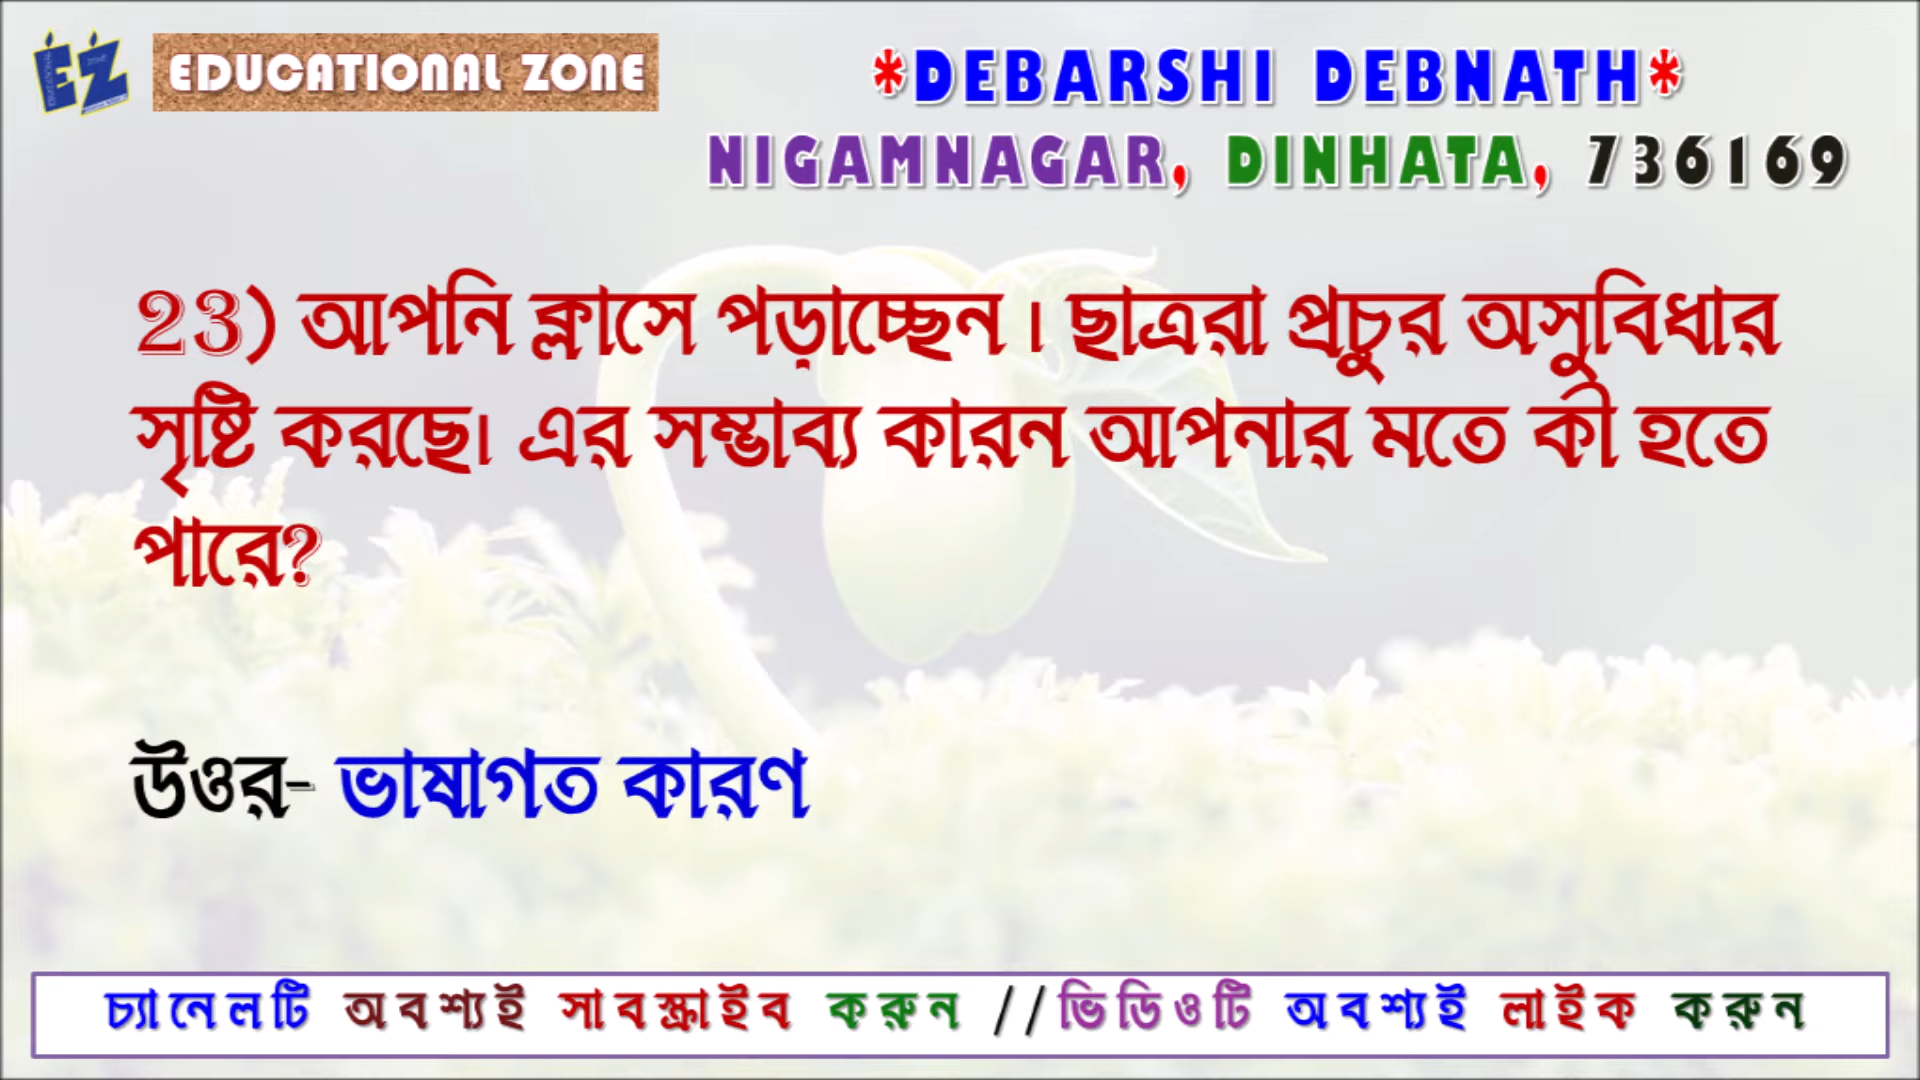 EZ EDUCATIONAL ZONE
*DEBARSHI DEBNATH*
NIGAMNAGAR, DINHATA, 736169
23) আপনি ক্লাসে পড়াচ্ছেন । ছাত্ররা প্রচুর অসুবিধার
সৃষ্টি করছে। এর সম্ভাব্য কারন আপনার মতে কী হতে
পারে?
উওর- ভাষাগত কারণ
চ্যানেলটি অবশ্যই সাবস্ক্রাইব করুন //ভিডিওটি অবশ্যই লাইক করুন